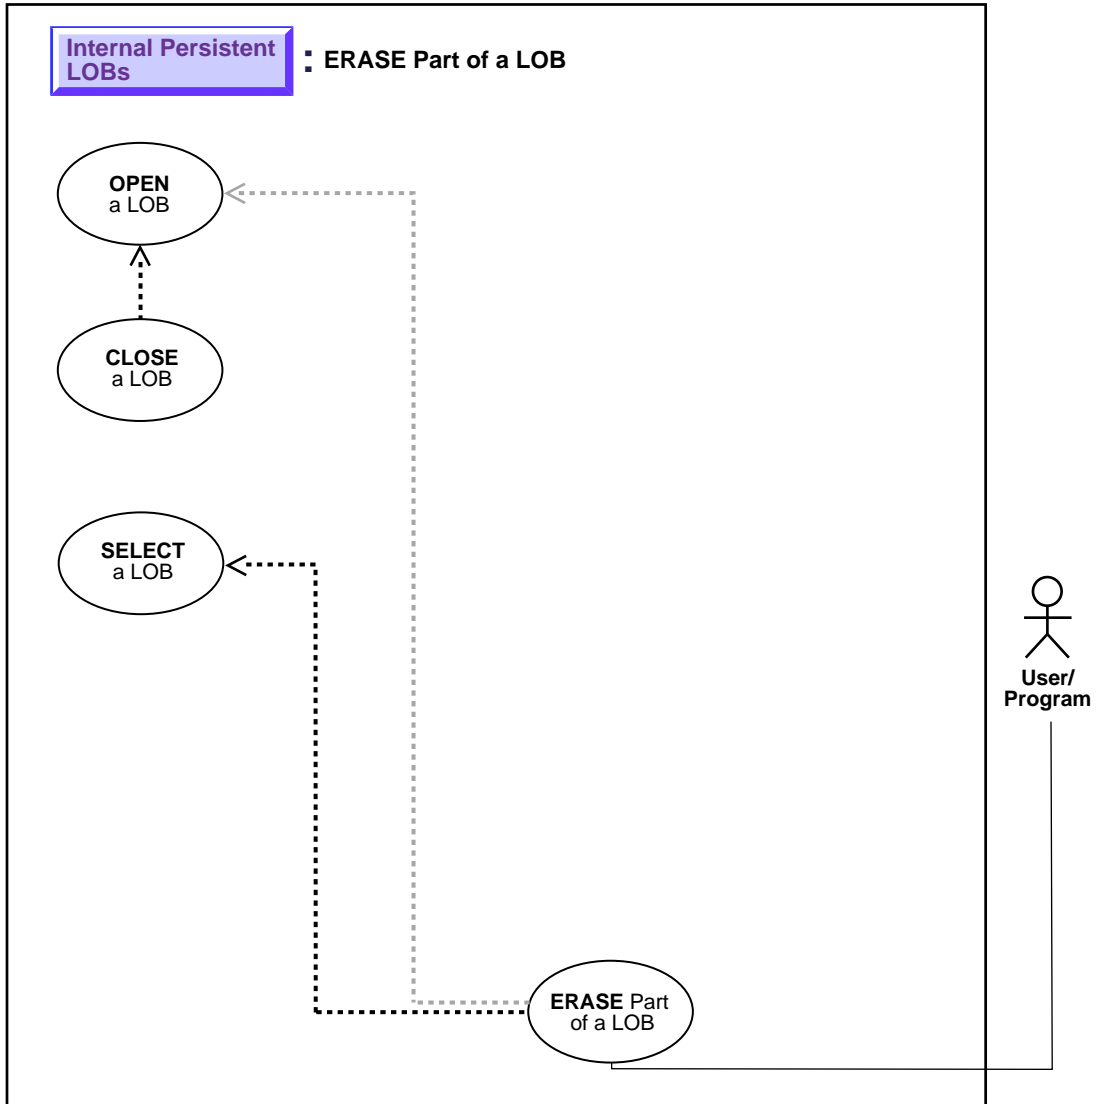 Internal Persistent
LOBs
: ERASE Part of a LOB
OPEN
a LOB
CLOSE
a LOB
SELECT
a LOB
User/
Program
ERASE Part
of a LOB